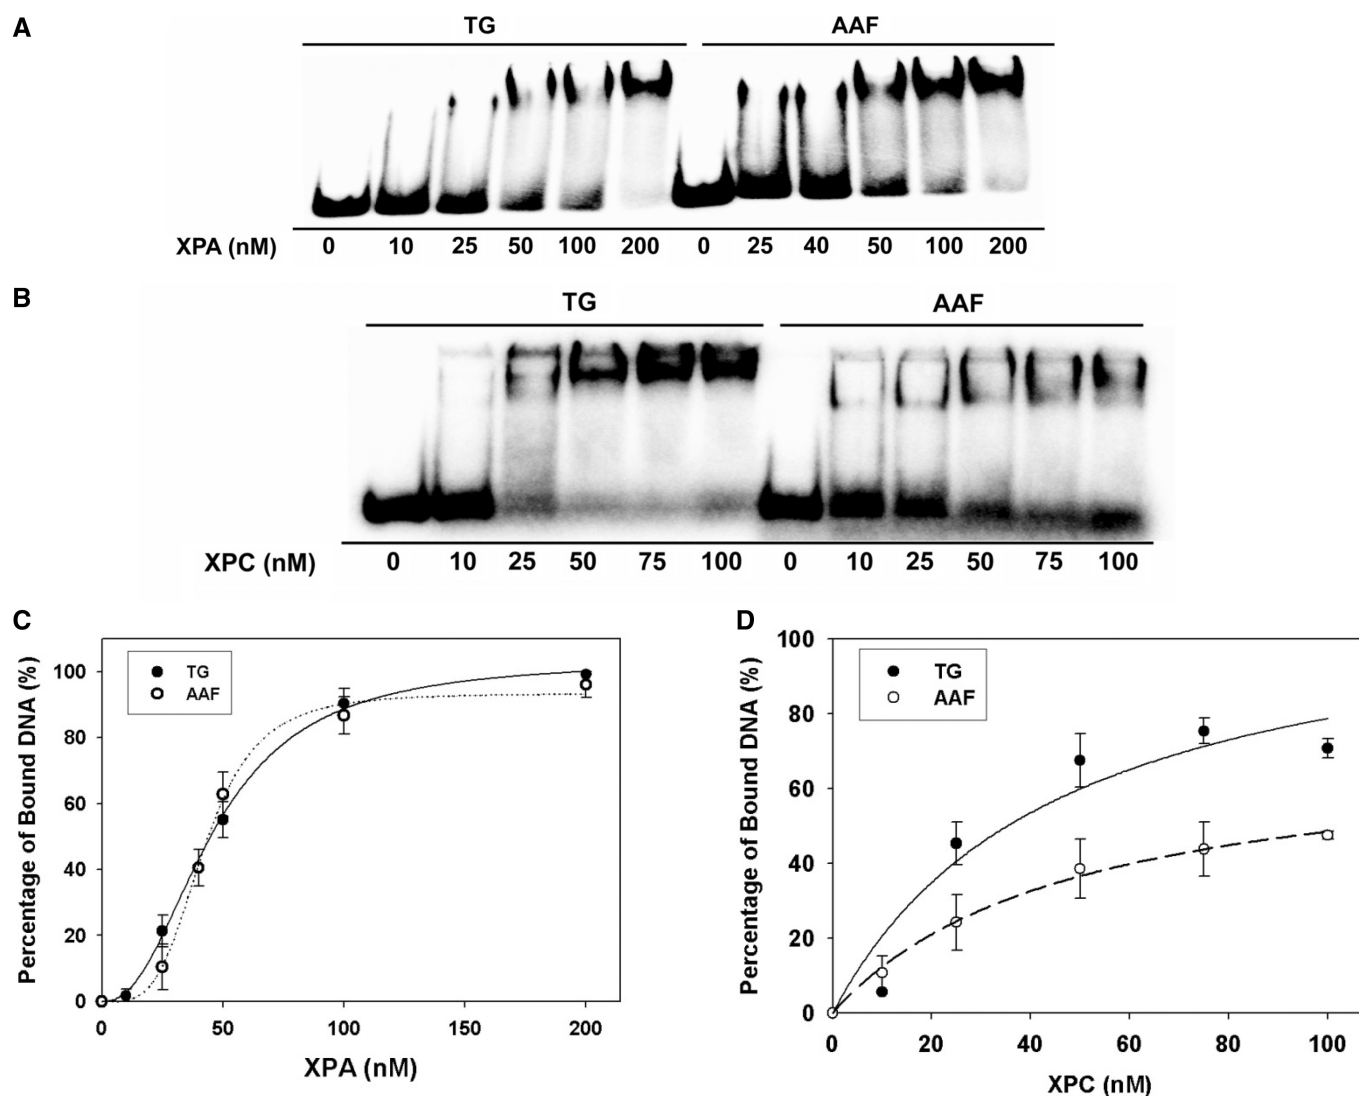 A
TG AAF
XPA (nM) 0 10 25 50 100 200 0 25 40 50 100 200
B
TG AAF
XPC (nM) 0 10 25 50 75 100 0 10 25 50 75 100
C
Percentage of Bound DNA (%)
100
80
60
40
20
0
TG
AAF
0 50 100 150 200
XPA (nM)
D
Percentage of Bound DNA (%)
100
80
60
40
20
0
TG
AAF
0 20 40 60 80 100
XPC (nM)